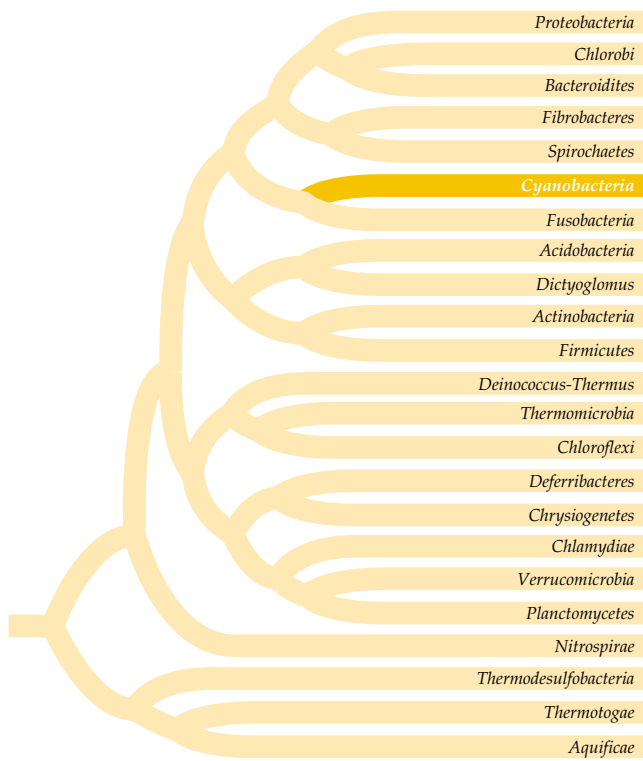 Proteobacteria
Chlorobi
Bacteroidites
Fibrobacteres
Spirochaetes
Cyanobacteria
Fusobacteria
Acidobacteria
Dictyoglomus
Actinobacteria
Firmicutes
Deinococcus-Thermus
Thermomicrobia
Chloroflexi
Deferribacteres
Chrysiogenetes
Chlamydiae
Verrucomicrobia
Planctomycetes
Nitrospirae
Thermodesulfobacteria
Thermotogae
Aquificae